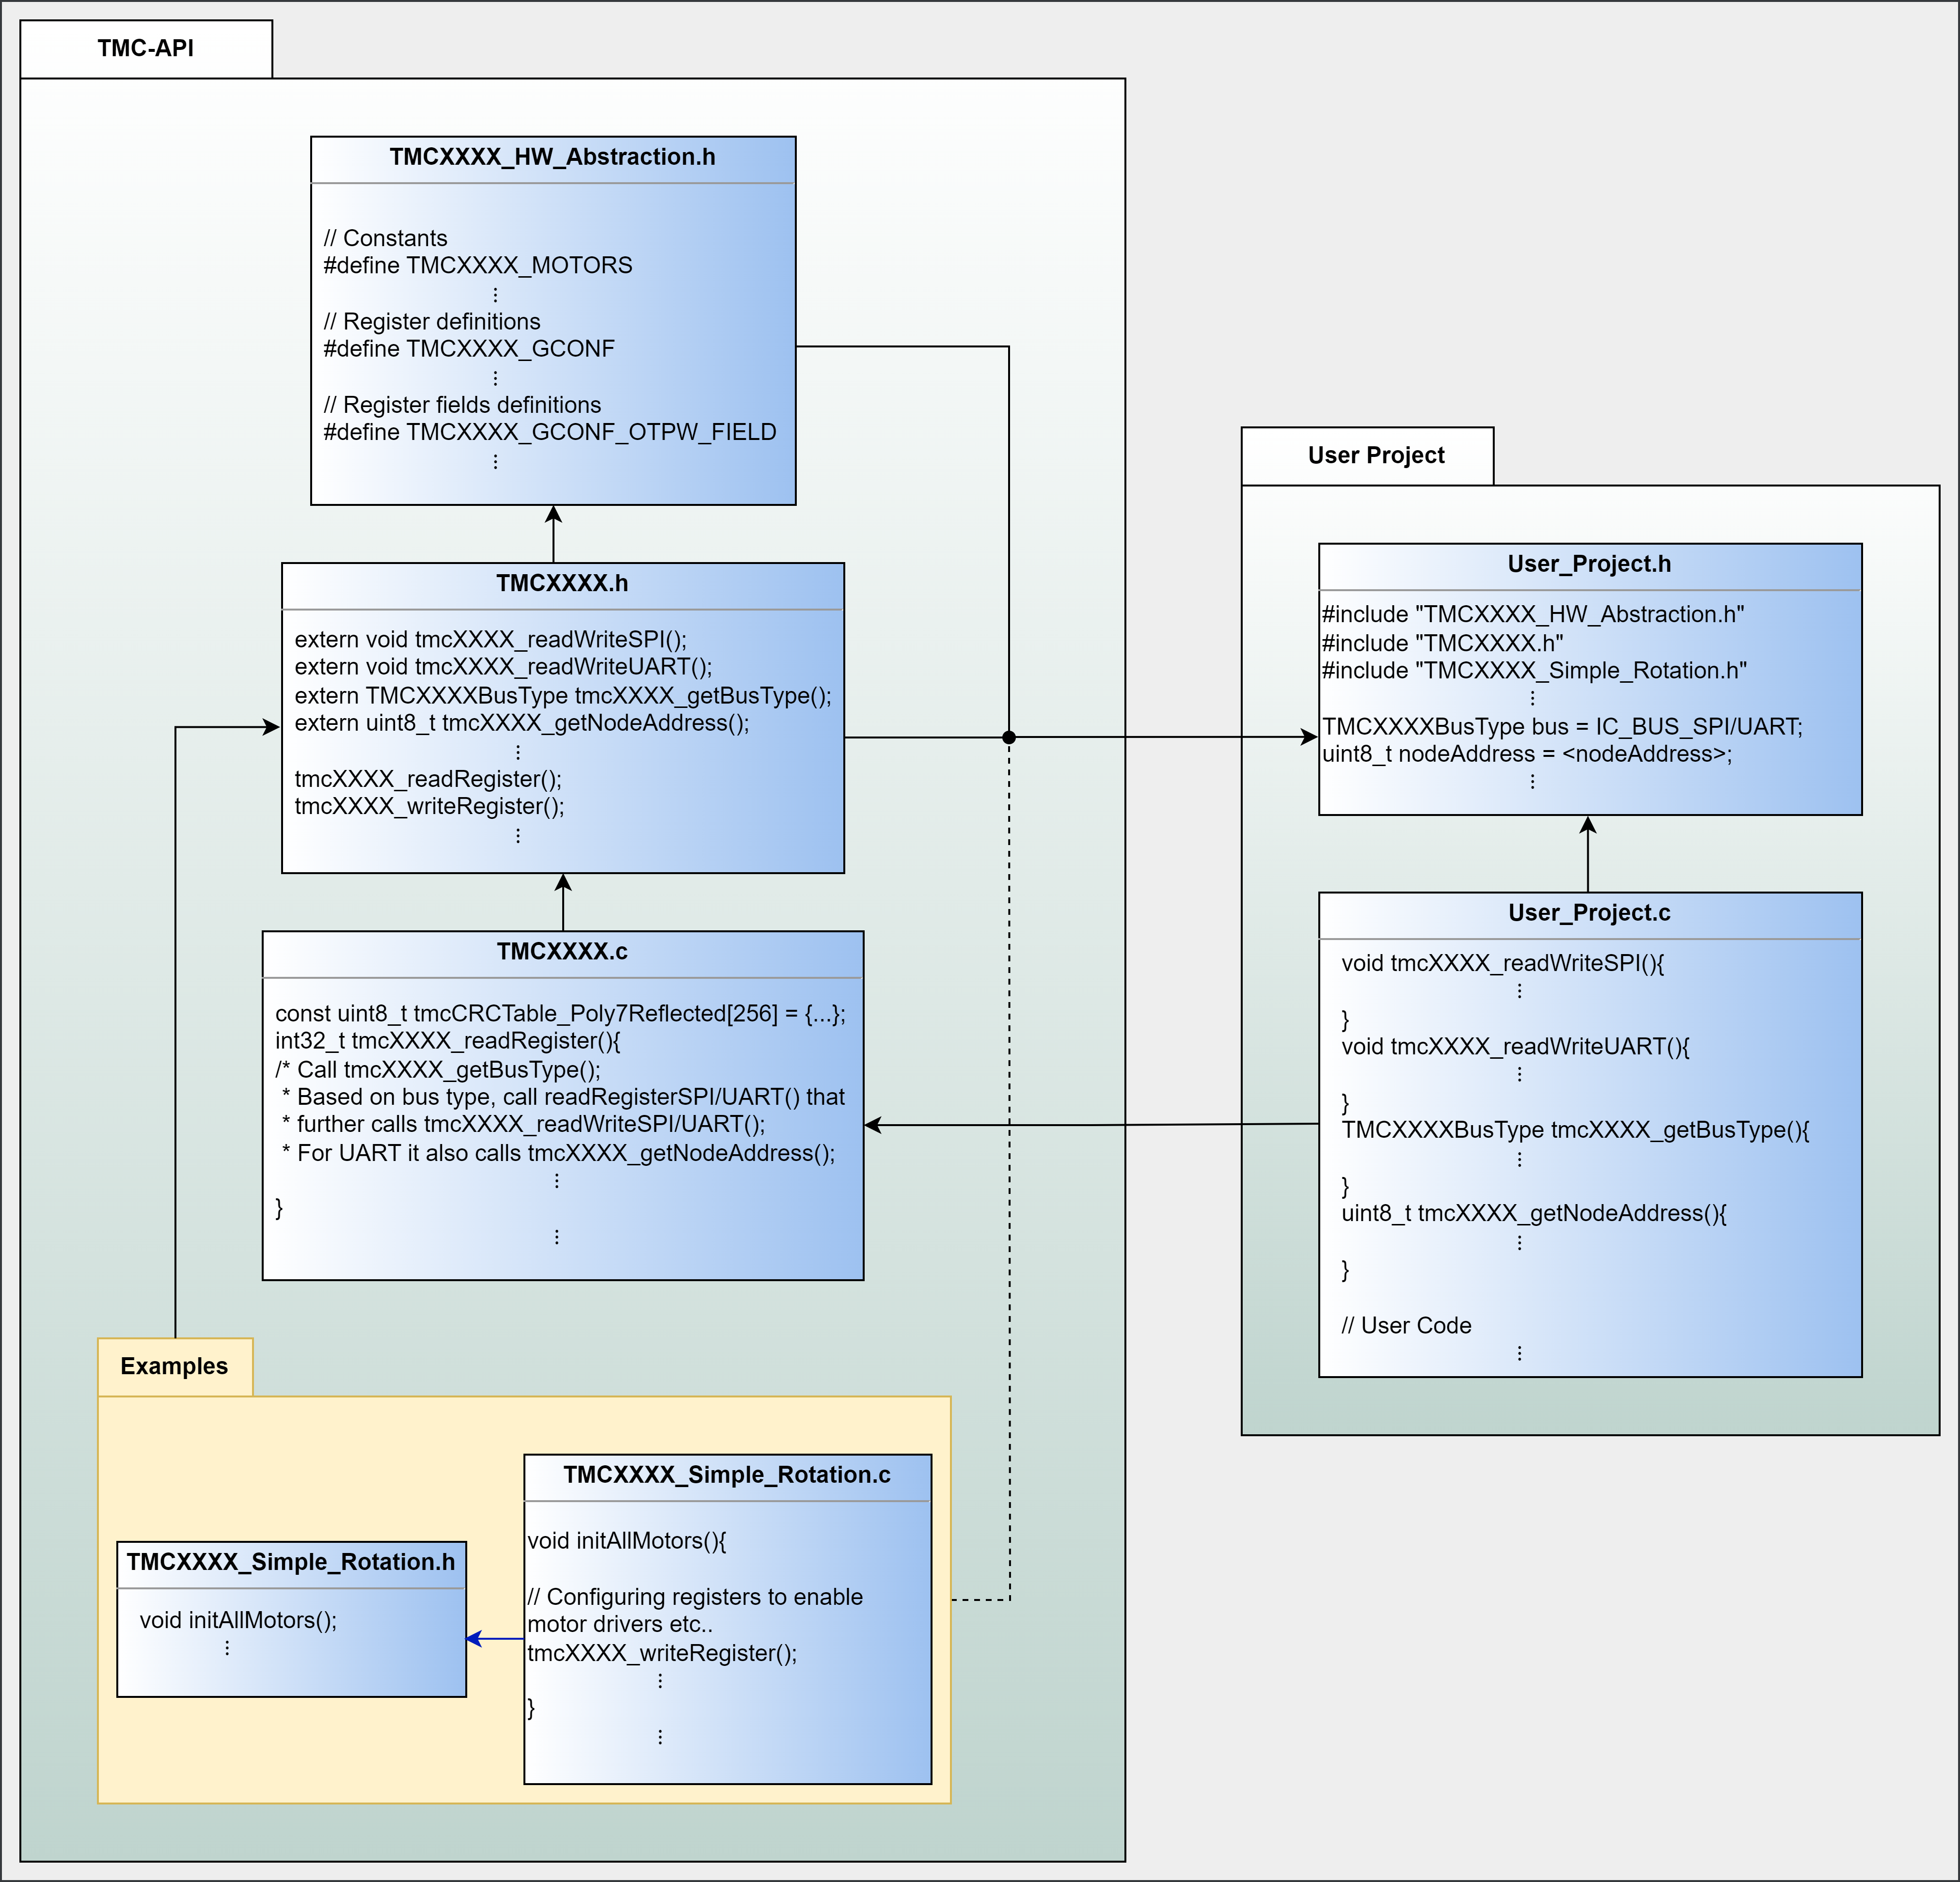 TMC-API
TMCXXXX_HW_Abstraction.h
// Constants
#define TMCXXXX_MOTORS
⋮
// Register definitions
#define TMCXXXX_GCONF
⋮
// Register fields definitions
#define TMCXXXX_GCONF_OTPW_FIELD
⋮
TMCXXXX.h
extern void tmcXXXX_readWriteSPI();
extern void tmcXXXX_readWriteUART();
extern TMCXXXXBusType tmcXXXX_getBusType();
extern uint8_t tmcXXXX_getNodeAddress();
⋮
tmcXXXX_readRegister();
tmcXXXX_writeRegister();
⋮
TMCXXXX.c
const uint8_t tmcCRCTable_Poly7Reflected[256] = {...};
int32_t tmcXXXX_readRegister(){
/* Call tmcXXXX_getBusType();
* Based on bus type, call readRegisterSPI/UART() that
* further calls tmcXXXX_readWriteSPI/UART();
* For UART it also calls tmcXXXX_getNodeAddress();
⋮
}
⋮
Examples
TMCXXXX_Simple_Rotation.h
void initAllMotors();
⋮
TMCXXXX_Simple_Rotation.c
void initAllMotors(){
// Configuring registers to enable
motor drivers etc..
tmcXXXX_writeRegister();
⋮
}
⋮
User Project
User_Project.h
#include "TMCXXXX_HW_Abstraction.h"
#include "TMCXXXX.h"
#include "TMCXXXX_Simple_Rotation.h"
⋮
TMCXXXXBusType bus = IC_BUS_SPI/UART;
uint8_t nodeAddress = <nodeAddress>;
⋮
User_Project.c
void tmcXXXX_readWriteSPI(){
⋮
}
void tmcXXXX_readWriteUART(){
⋮
}
TMCXXXXBusType tmcXXXX_getBusType(){
⋮
}
uint8_t tmcXXXX_getNodeAddress(){
⋮
}
// User Code
⋮